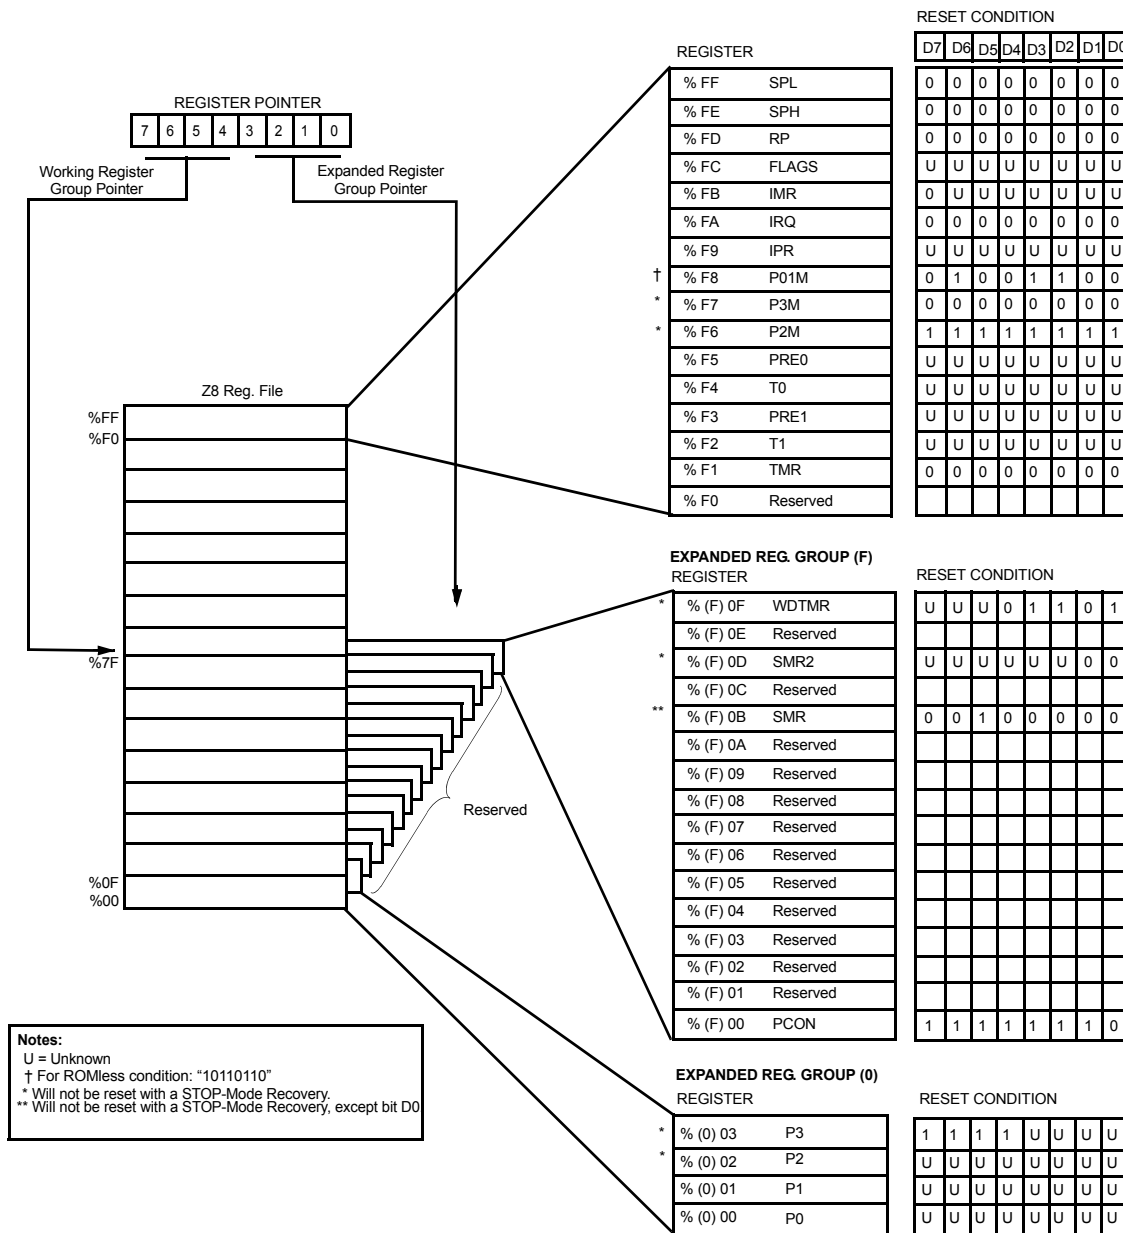 RESET CONDITION
D7 D6 D5 D4 D3 D2 D1 D0
REGISTER
% FF SPL 0 0 0 0 0 0 0 0
% FE SPH 0 0 0 0 0 0 0 0
% FD RP 0 0 0 0 0 0 0 0
% FC FLAGS U U U U U U U U
% FB IMR 0 U U U U U U U
% FA IRQ 0 0 0 0 0 0 0 0
% F9 IPR U U U U U U U U
† % F8 P01M 0 1 0 0 1 1 0 0
* % F7 P3M 0 0 0 0 0 0 0 0
* % F6 P2M 1 1 1 1 1 1 1 1
% F5 PRE0 U U U U U U U U
% F4 T0 U U U U U U U U
% F3 PRE1 U U U U U U U U
% F2 T1 U U U U U U U U
% F1 TMR 0 0 0 0 0 0 0 0
% F0 Reserved
REGISTER POINTER
7 6 5 4 3 2 1 0
Working Register
Group Pointer
Expanded Register
Group Pointer
Z8 Reg. File
%FF
%F0
%7F
%0F
%00
Reserved
EXPANDED REG. GROUP (F)
REGISTER
RESET CONDITION
* % (F) 0F WDTMR U U U 0 1 1 0 1
% (F) 0E Reserved
* % (F) 0D SMR2 U U U U U U 0 0
% (F) 0C Reserved
** % (F) 0B SMR 0 0 1 0 0 0 0 0
% (F) 0A Reserved
% (F) 09 Reserved
% (F) 08 Reserved
% (F) 07 Reserved
% (F) 06 Reserved
% (F) 05 Reserved
% (F) 04 Reserved
% (F) 03 Reserved
% (F) 02 Reserved
% (F) 01 Reserved
% (F) 00 PCON 1 1 1 1 1 1 1 0
EXPANDED REG. GROUP (0)
REGISTER
RESET CONDITION
* % (0) 03 P3 1 1 1 1 U U U U
* % (0) 02 P2 U U U U U U U U
% (0) 01 P1 U U U U U U U U
% (0) 00 P0 U U U U U U U U
Notes:
U = Unknown
† For ROMless condition: “10110110”
* Will not be reset with a STOP-Mode Recovery.
** Will not be reset with a STOP-Mode Recovery, except bit D0